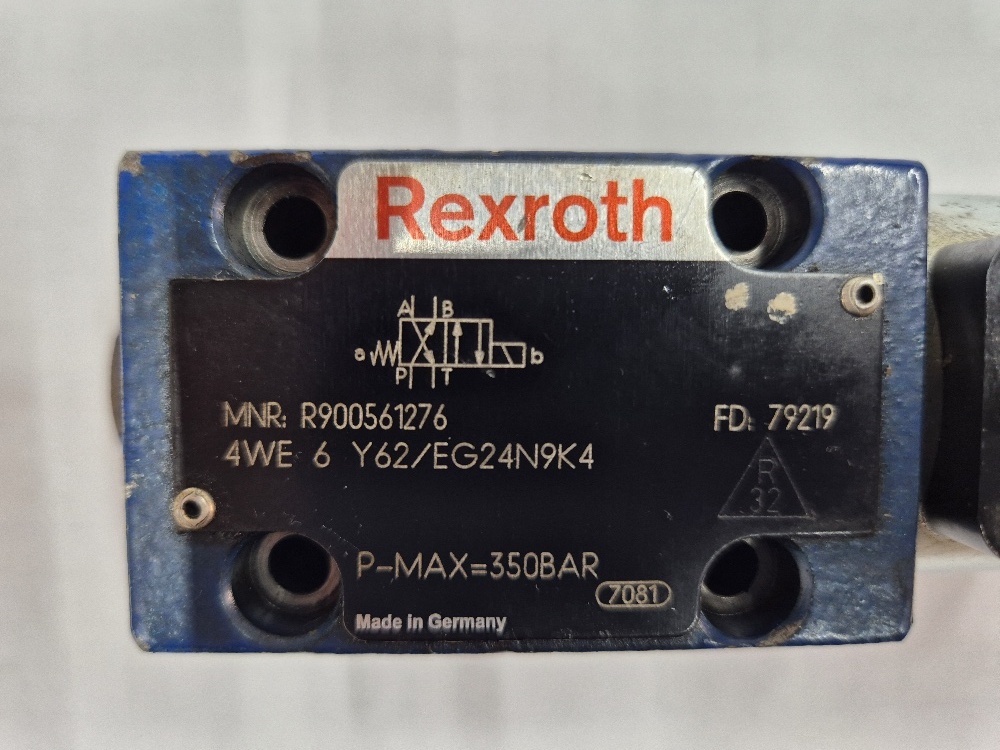 Rexroth
A B
a b
P T
MNR: R900561276
FD: 79219
4WE 6 Y62/EG24N9K4
R
32
P-MAX=350BAR
7081
Made in Germany